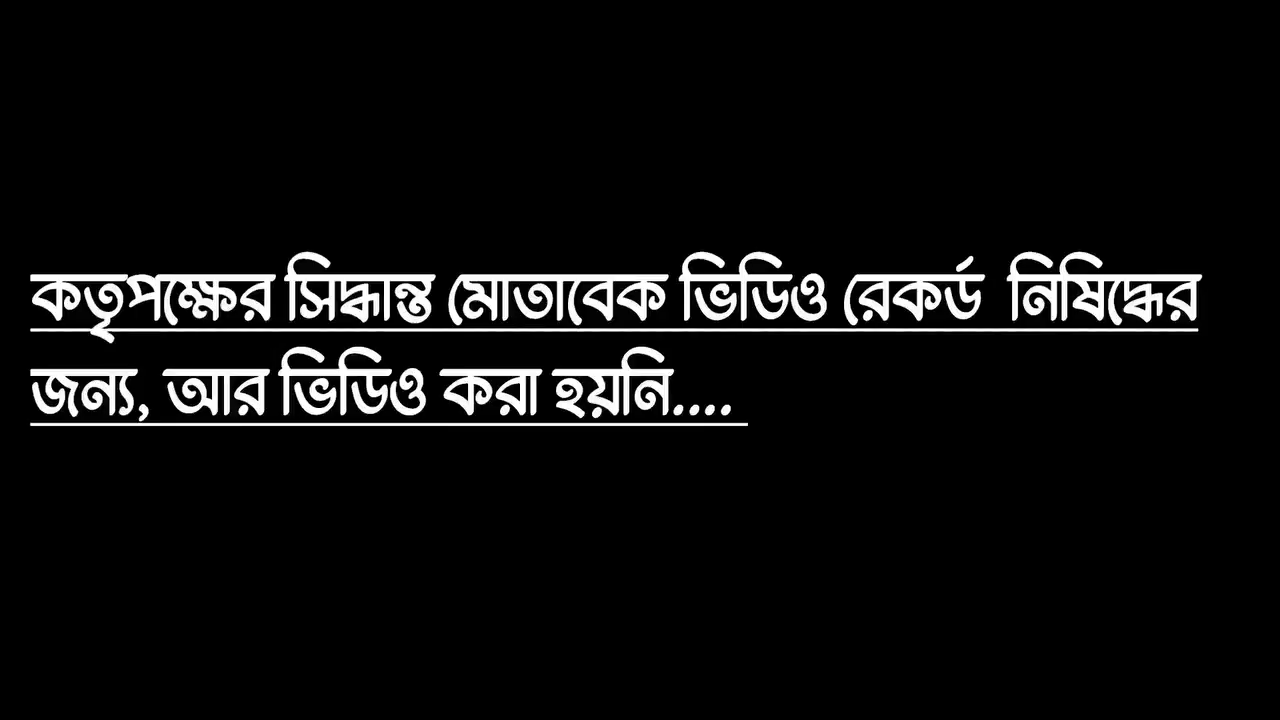 কতৃপক্ষের সিদ্ধান্ত মোতাবেক ভিডিও রেকর্ড নিষিদ্ধের
জন্য, আর ভিডিও করা হয়নি....